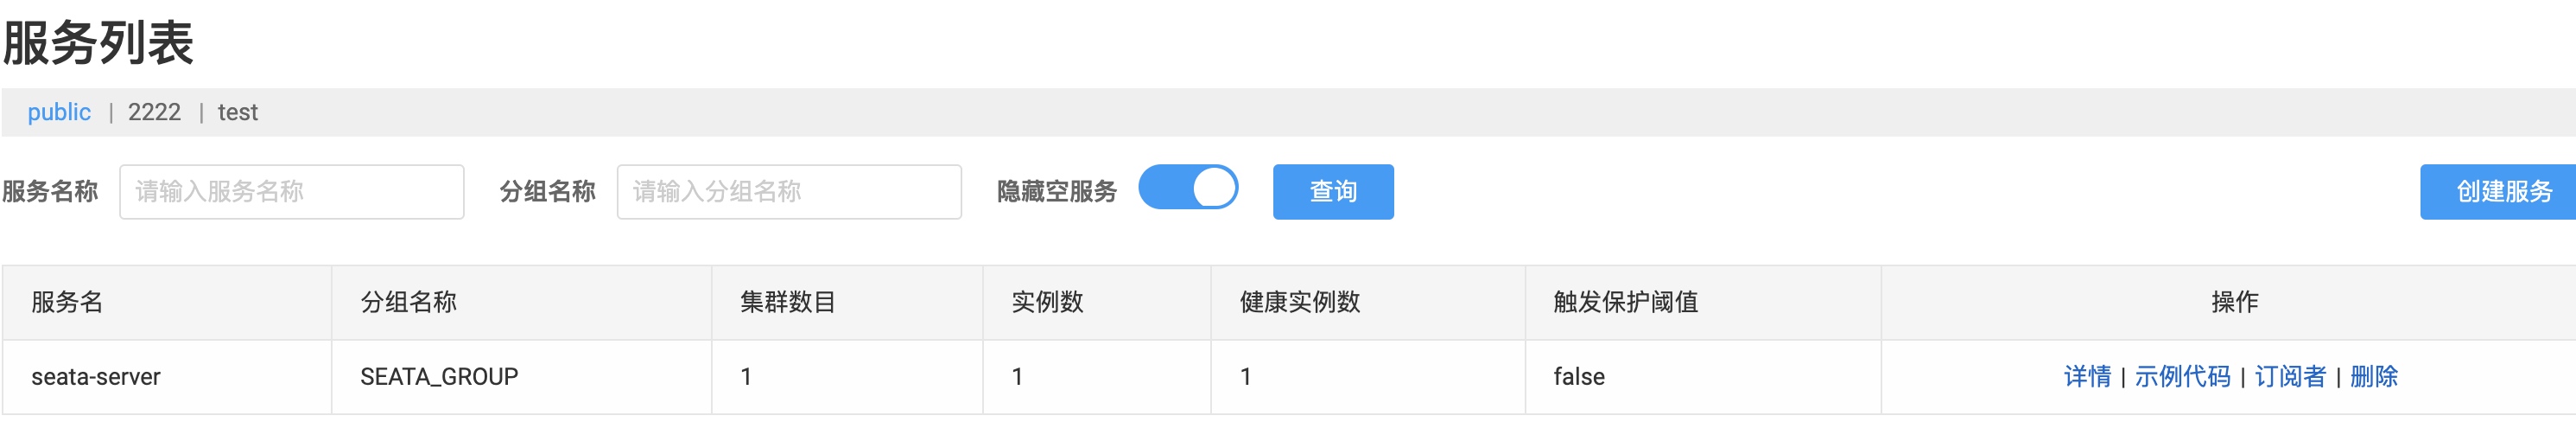 服务列表
public | 2222 | test
服务名称 请输入服务名称 分组名称 请输入分组名称 隐藏空服务 查询 创建服务
服务名 分组名称 集群数目 实例数 健康实例数 触发保护阈值 操作
seata-server SEATA_GROUP 1 1 1 false 详情 | 示例代码 | 订阅者 | 删除